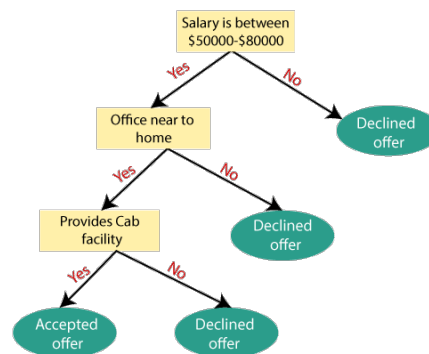 Salary is between
$50000-$80000
Yes
No
Office near to
home
Declined
offer
Yes
No
Provides Cab
facility
Declined
offer
Yes
No
Accepted
offer
Declined
offer